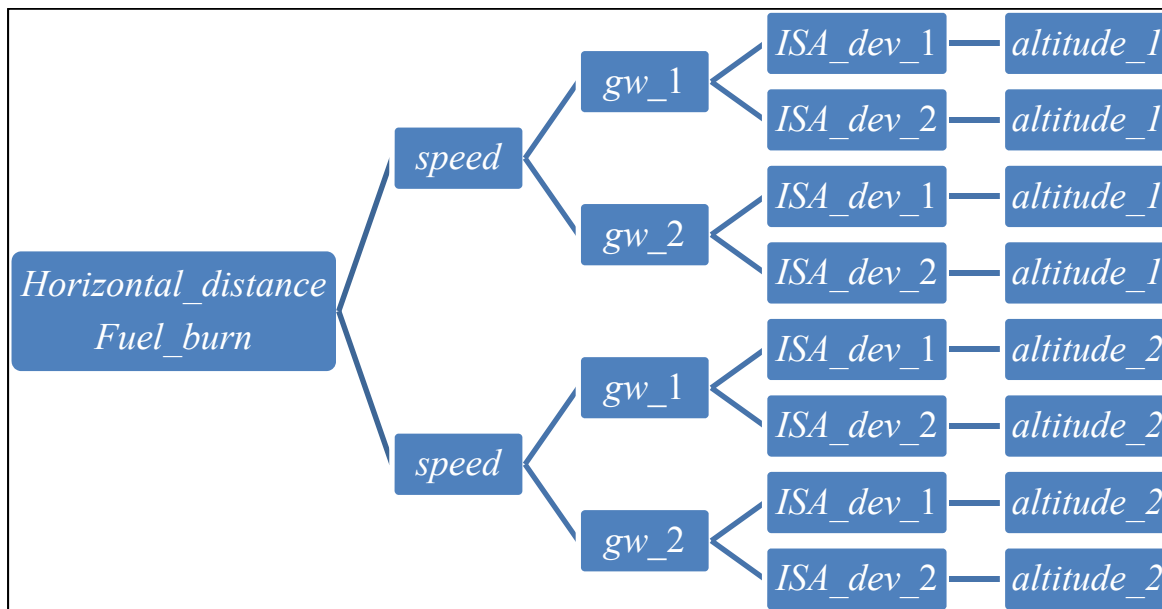 Horizontal_distance
Fuel_burn
speed
speed
gw_1
gw_2
gw_1
gw_2
ISA_dev_1
altitude_1
ISA_dev_2
altitude_1
ISA_dev_1
altitude_1
ISA_dev_2
altitude_1
ISA_dev_1
altitude_2
ISA_dev_2
altitude_2
ISA_dev_1
altitude_2
ISA_dev_2
altitude_2